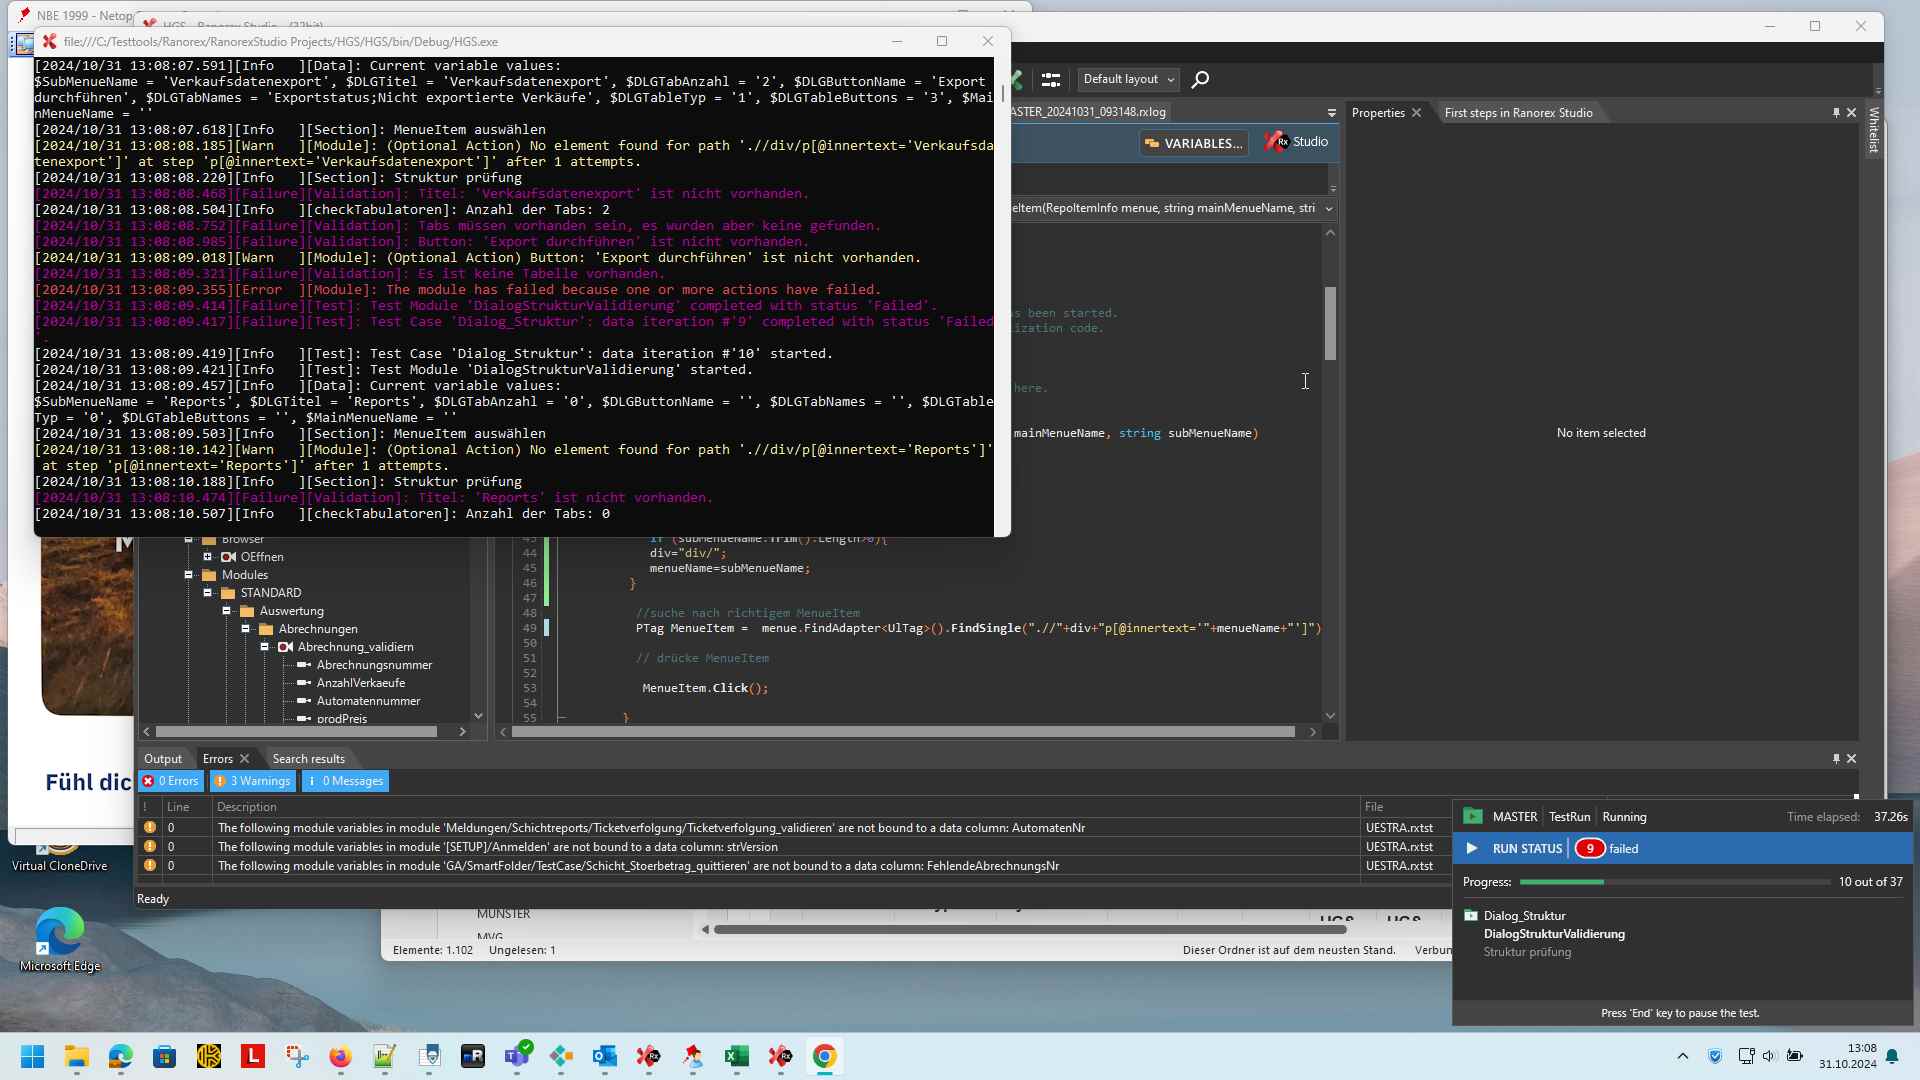 NBE 1999 - Netop
HGS - Ranorex Studio (32bit)
file:///C:/Testtools/Ranorex/RanorexStudio Projects/HGS/HGS/bin/Debug/HGS.exe
[2024/10/31 13:08:07.591][Info   ][Data]: Current variable values:
$SubMenueName = 'Verkaufsdatenexport', $DLGTitel = 'Verkaufsdatenexport', $DLGTabAnzahl = '2', $DLGButtonName = 'Export
durchführen', $DLGTabNames = 'Exportstatus;Nicht exportierte Verkäufe', $DLGTableTyp = '1', $DLGTableButtons = '3', $Mai
nMenueName = ''
[2024/10/31 13:08:07.618][Info   ][Section]: MenueItem auswählen
[2024/10/31 13:08:08.185][Warn   ][Module]: (Optional Action) No element found for path './/div/p[@innertext='Verkaufsda
tenexport']' at step 'p[@innertext='Verkaufsdatenexport']' after 1 attempts.
[2024/10/31 13:08:08.220][Info   ][Section]: Struktur prüfung
[2024/10/31 13:08:08.468][Failure][Validation]: Titel: 'Verkaufsdatenexport' ist nicht vorhanden.
[2024/10/31 13:08:08.504][Info   ][checkTabulatoren]: Anzahl der Tabs: 2
[2024/10/31 13:08:08.752][Failure][Validation]: Tabs müssen vorhanden sein, es wurden aber keine gefunden.
[2024/10/31 13:08:08.985][Failure][Validation]: Button: 'Export durchführen' ist nicht vorhanden.
[2024/10/31 13:08:09.018][Warn   ][Module]: (Optional Action) Button: 'Export durchführen' ist nicht vorhanden.
[2024/10/31 13:08:09.321][Failure][Validation]: Es ist keine Tabelle vorhanden.
[2024/10/31 13:08:09.355][Error  ][Module]: The module has failed because one or more actions have failed.
[2024/10/31 13:08:09.414][Failure][Test]: Test Module 'DialogStrukturValidierung' completed with status 'Failed'.
[2024/10/31 13:08:09.417][Failure][Test]: Test Case 'Dialog_Struktur': data iteration #'9' completed with status 'Failed
'.
[2024/10/31 13:08:09.419][Info   ][Test]: Test Case 'Dialog_Struktur': data iteration #'10' started.
[2024/10/31 13:08:09.421][Info   ][Test]: Test Module 'DialogStrukturValidierung' started.
[2024/10/31 13:08:09.457][Info   ][Data]: Current variable values:
$SubMenueName = 'Reports', $DLGTitel = 'Reports', $DLGTabAnzahl = '0', $DLGButtonName = '', $DLGTabNames = '', $DLGTable
Typ = '0', $DLGTableButtons = '', $MainMenueName = ''
[2024/10/31 13:08:09.503][Info   ][Section]: MenueItem auswählen
[2024/10/31 13:08:10.142][Warn   ][Module]: (Optional Action) No element found for path './/div/p[@innertext='Reports']'
 at step 'p[@innertext='Reports']' after 1 attempts.
[2024/10/31 13:08:10.188][Info   ][Section]: Struktur prüfung
[2024/10/31 13:08:10.474][Failure][Validation]: Titel: 'Reports' ist nicht vorhanden.
[2024/10/31 13:08:10.507][Info   ][checkTabulatoren]: Anzahl der Tabs: 0
Default layout
ASTER_20241031_093148.rxlog
VARIABLES...
Rx Studio
eItem(RepoItemInfo menue, string mainMenueName, stri
s been started.
ization code.
here.
mainMenueName, string subMenueName)
Properties
First steps in Ranorex Studio
Whitelist
No item selected
Browser
OEffnen
Modules
STANDARD
Auswertung
Abrechnungen
Abrechnung_validiern
Abrechnungsnummer
AnzahlVerkaeufe
Automatennummer
prodPreis
43 if (subMenueName.Trim().Length>0){
44 div="div/";
45 menueName=subMenueName;
46 }
47
48 //suche nach richtigem MenueItem
49 PTag MenueItem =  menue.FindAdapter<UlTag>().FindSingle(".//"+div+"p[@innertext='"+menueName+"']")
50
51 // drücke MenueItem
52
53 MenueItem.Click();
54
55 }
M
Fühl dic
Output
Errors
Search results
0 Errors
3 Warnings
0 Messages
! Line Description File
0 The following module variables in module 'Meldungen/Schichtreports/Ticketverfolgung/Ticketverfolgung_validieren' are not bound to a data column: AutomatenNr UESTRA.rxtst
0 The following module variables in module '[SETUP]/Anmelden' are not bound to a data column: strVersion UESTRA.rxtst
0 The following module variables in module 'GA/SmartFolder/TestCase/Schicht_Stoerbetrag_quittieren' are not bound to a data column: FehlendeAbrechnungsNr UESTRA.rxtst
Ready
MÜNSTER
MVG
HGS HGS
Elemente: 1.102 Ungelesen: 1
Dieser Ordner ist auf dem neusten Stand. Verbun
MASTER TestRun Running
Time elapsed: 37.26s
RUN STATUS 9 failed
Progress: 10 out of 37
Dialog_Struktur
DialogStrukturValidierung
Struktur prüfung
Press 'End' key to pause the test.
Virtual CloneDrive
Microsoft Edge
13:08
31.10.2024